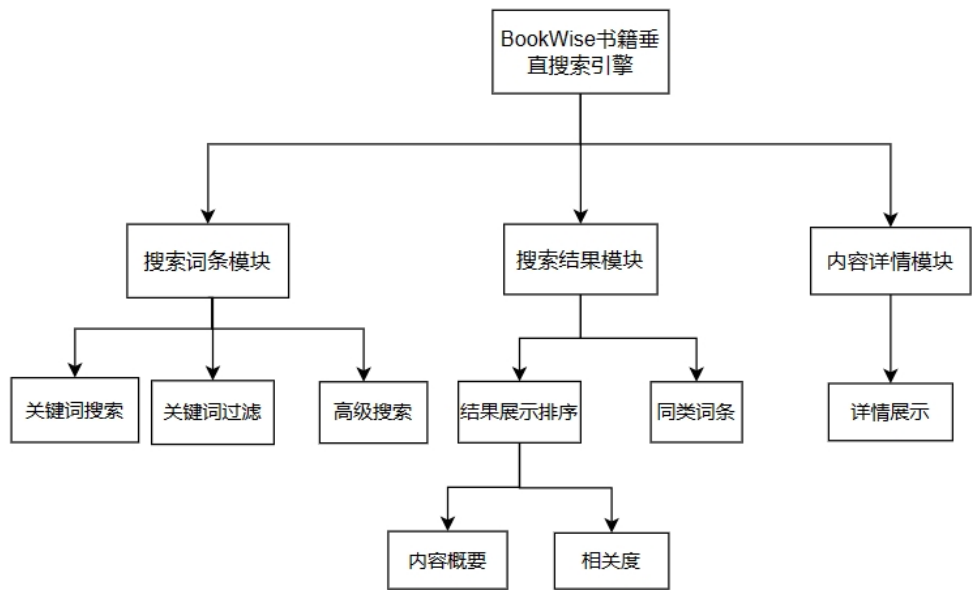 BookWise书籍垂
直搜索引擎
搜索词条模块
搜索结果模块
内容详情模块
关键词搜索
关键词过滤
高级搜索
结果展示排序
同类词条
详情展示
内容概要
相关度